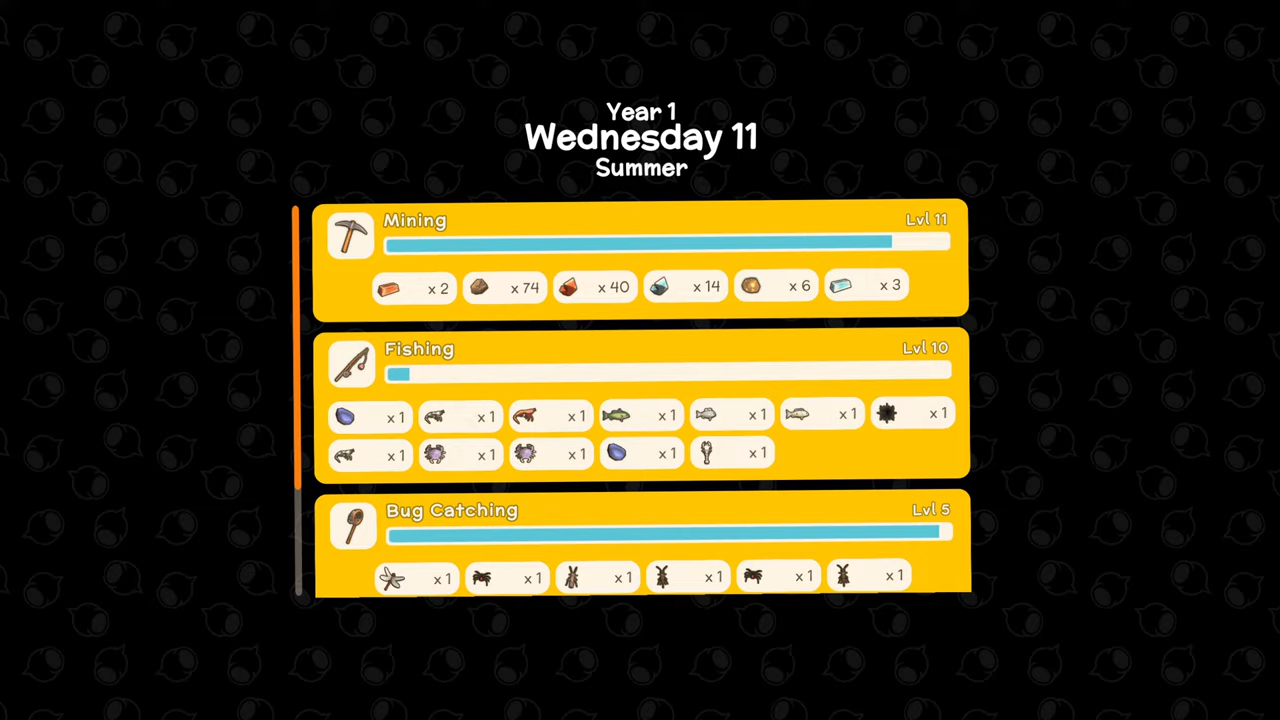 Year 1
Wednesday 11
Summer
Mining Lvl 11
x 2 x 74 x 40 x 14 x 6 x 3
Fishing Lvl 10
x 1 x 1 x 1 x 1 x 1 x 1 x 1
x 1 x 1 x 1 x 1 x 1
Bug Catching Lvl 5
x 1 x 1 x 1 x 1 x 1 x 1